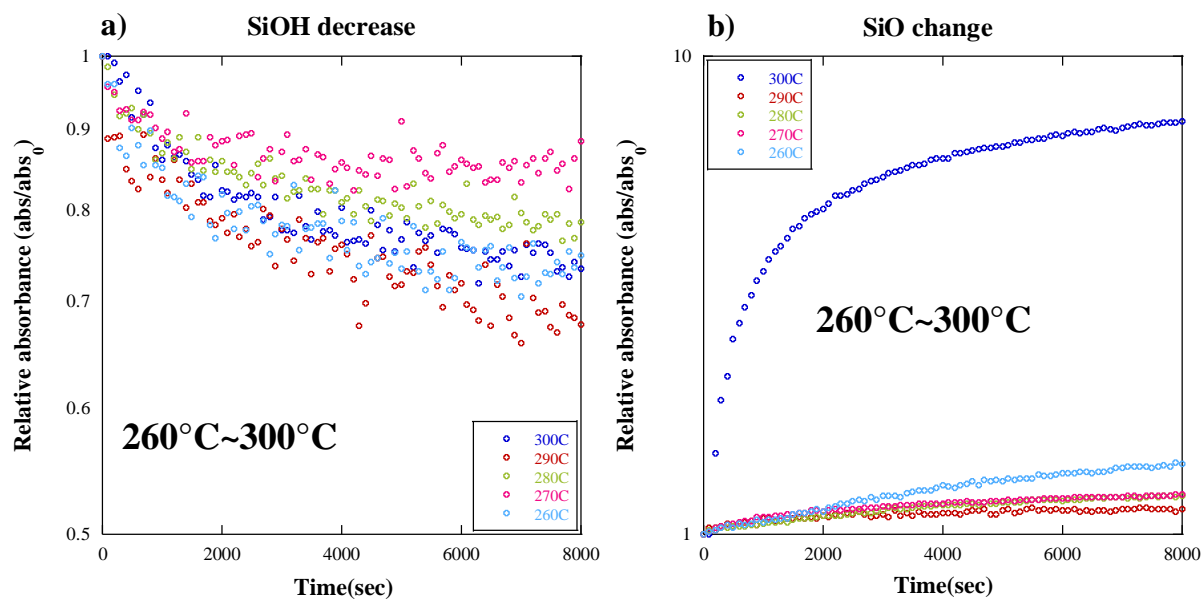 a)
SiOH decrease
Relative absorbance (abs/abs0)
1
0.9
0.8
0.7
0.6
0.5
260°C~300°C
300C
290C
280C
270C
260C
0
2000
4000
6000
8000
Time(sec)
b)
SiO change
Relative absorbance (abs/abs0)
10
1
300C
290C
280C
270C
260C
260°C~300°C
0
2000
4000
6000
8000
Time(sec)